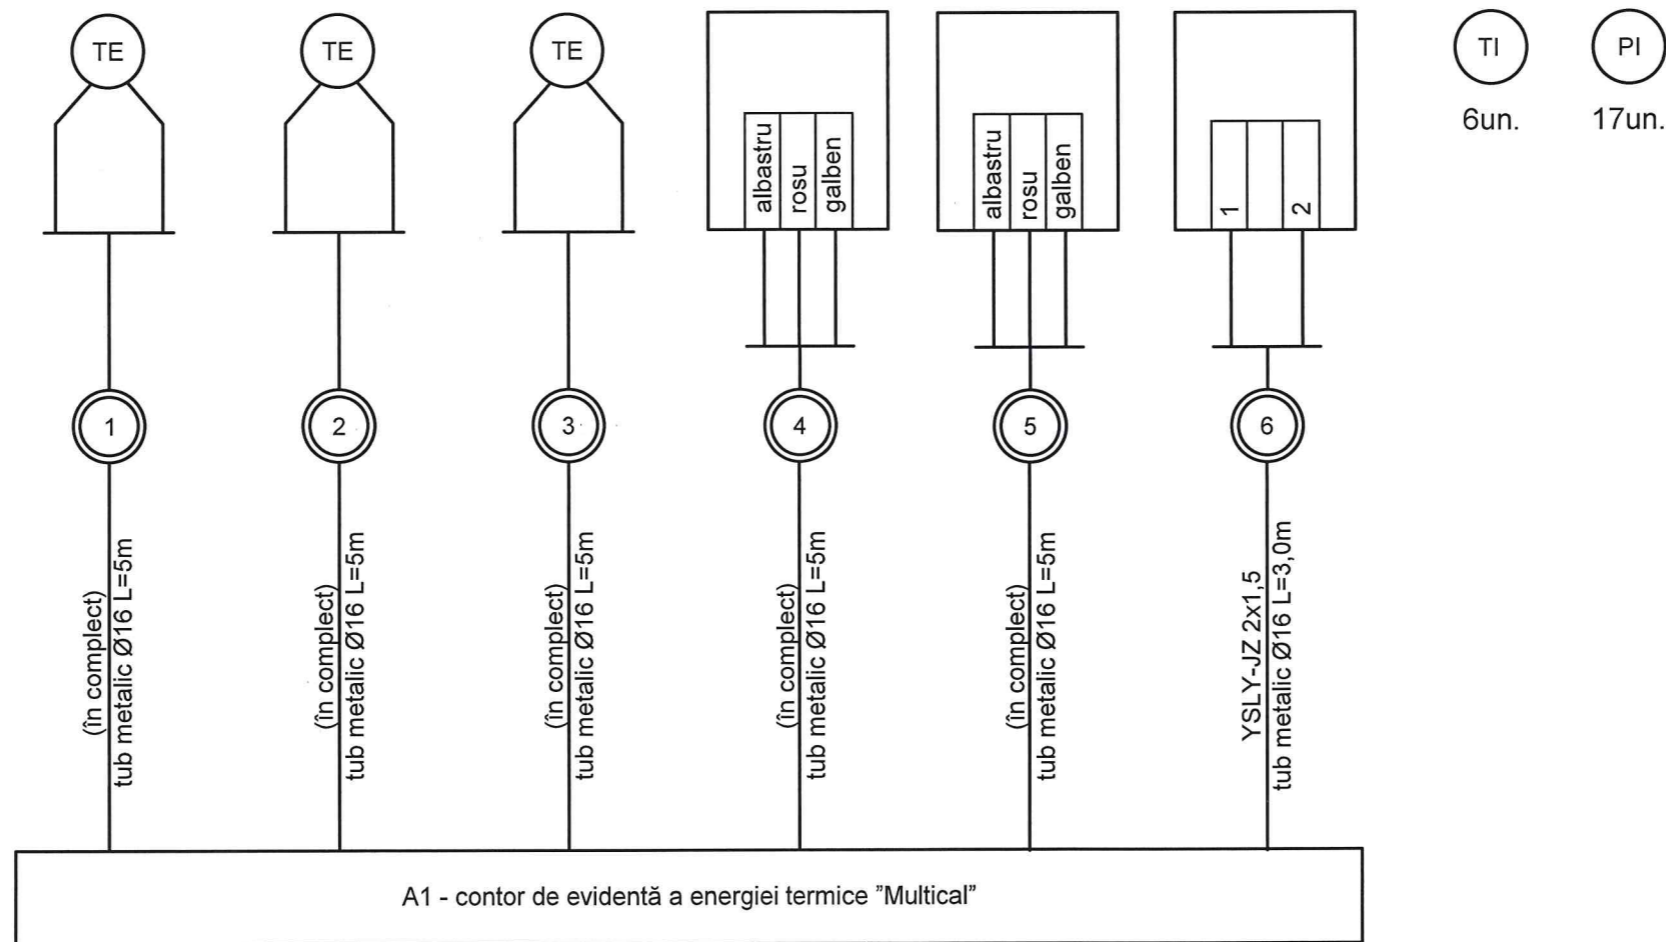 TE
TE
TE
TI
PI
6un.
17un.
albastru
rosu
galben
albastru
rosu
galben
1
2
1
2
3
4
5
6
(în complect)
tub metalic Ø16 L=5m
(în complect)
tub metalic Ø16 L=5m
(în complect)
tub metalic Ø16 L=5m
(în complect)
tub metalic Ø16 L=5m
(în complect)
tub metalic Ø16 L=5m
YSLY-JZ 2x1,5
tub metalic Ø16 L=3,0m
A1 - contor de evidentă a energiei termice ”Multical”